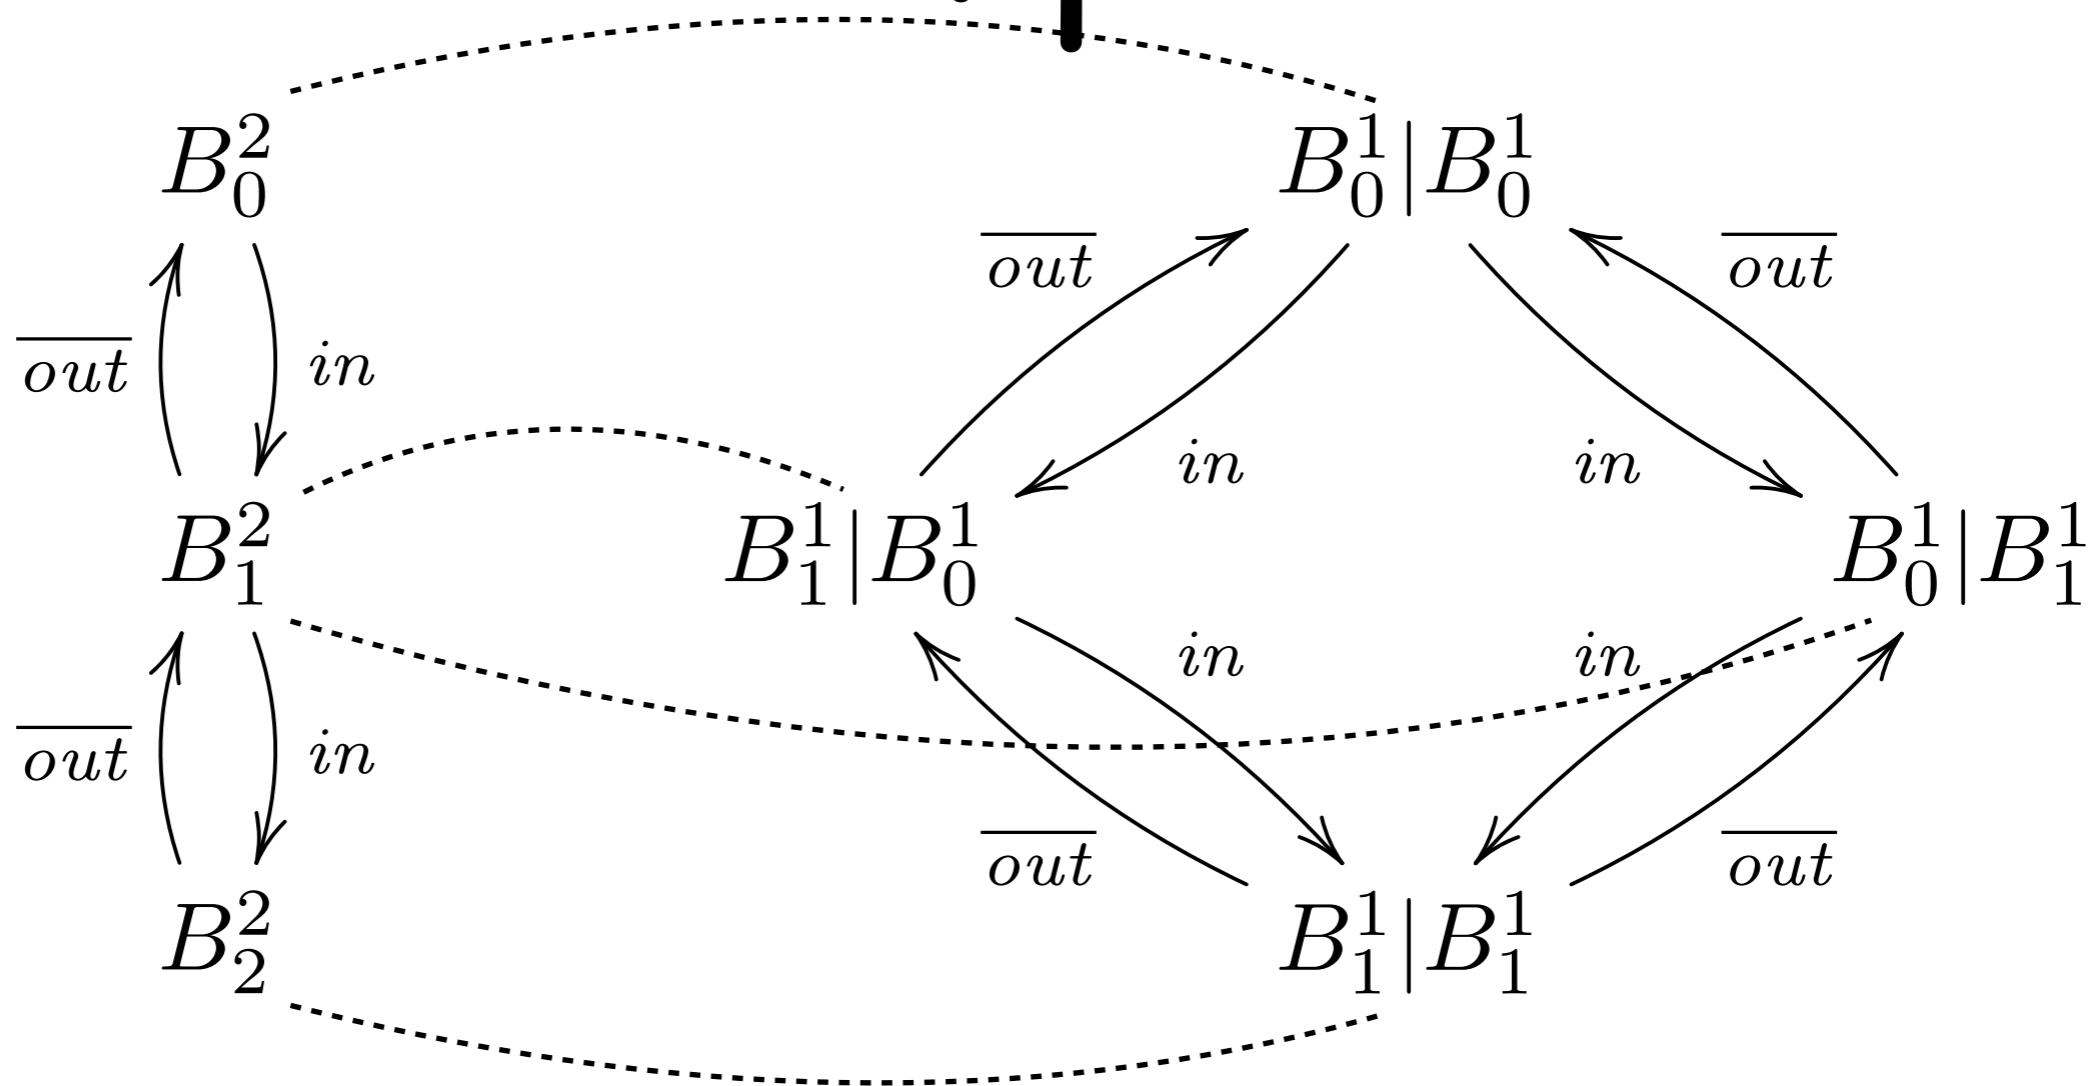 B_0^2 B_0^1|B_0^1
\overline{out} \overline{out}
\overline{out} in
in in
B_1^2 B_1^1|B_0^1 B_0^1|B_1^1
in in
\overline{out} in
\overline{out} \overline{out}
B_2^2 B_1^1|B_1^1